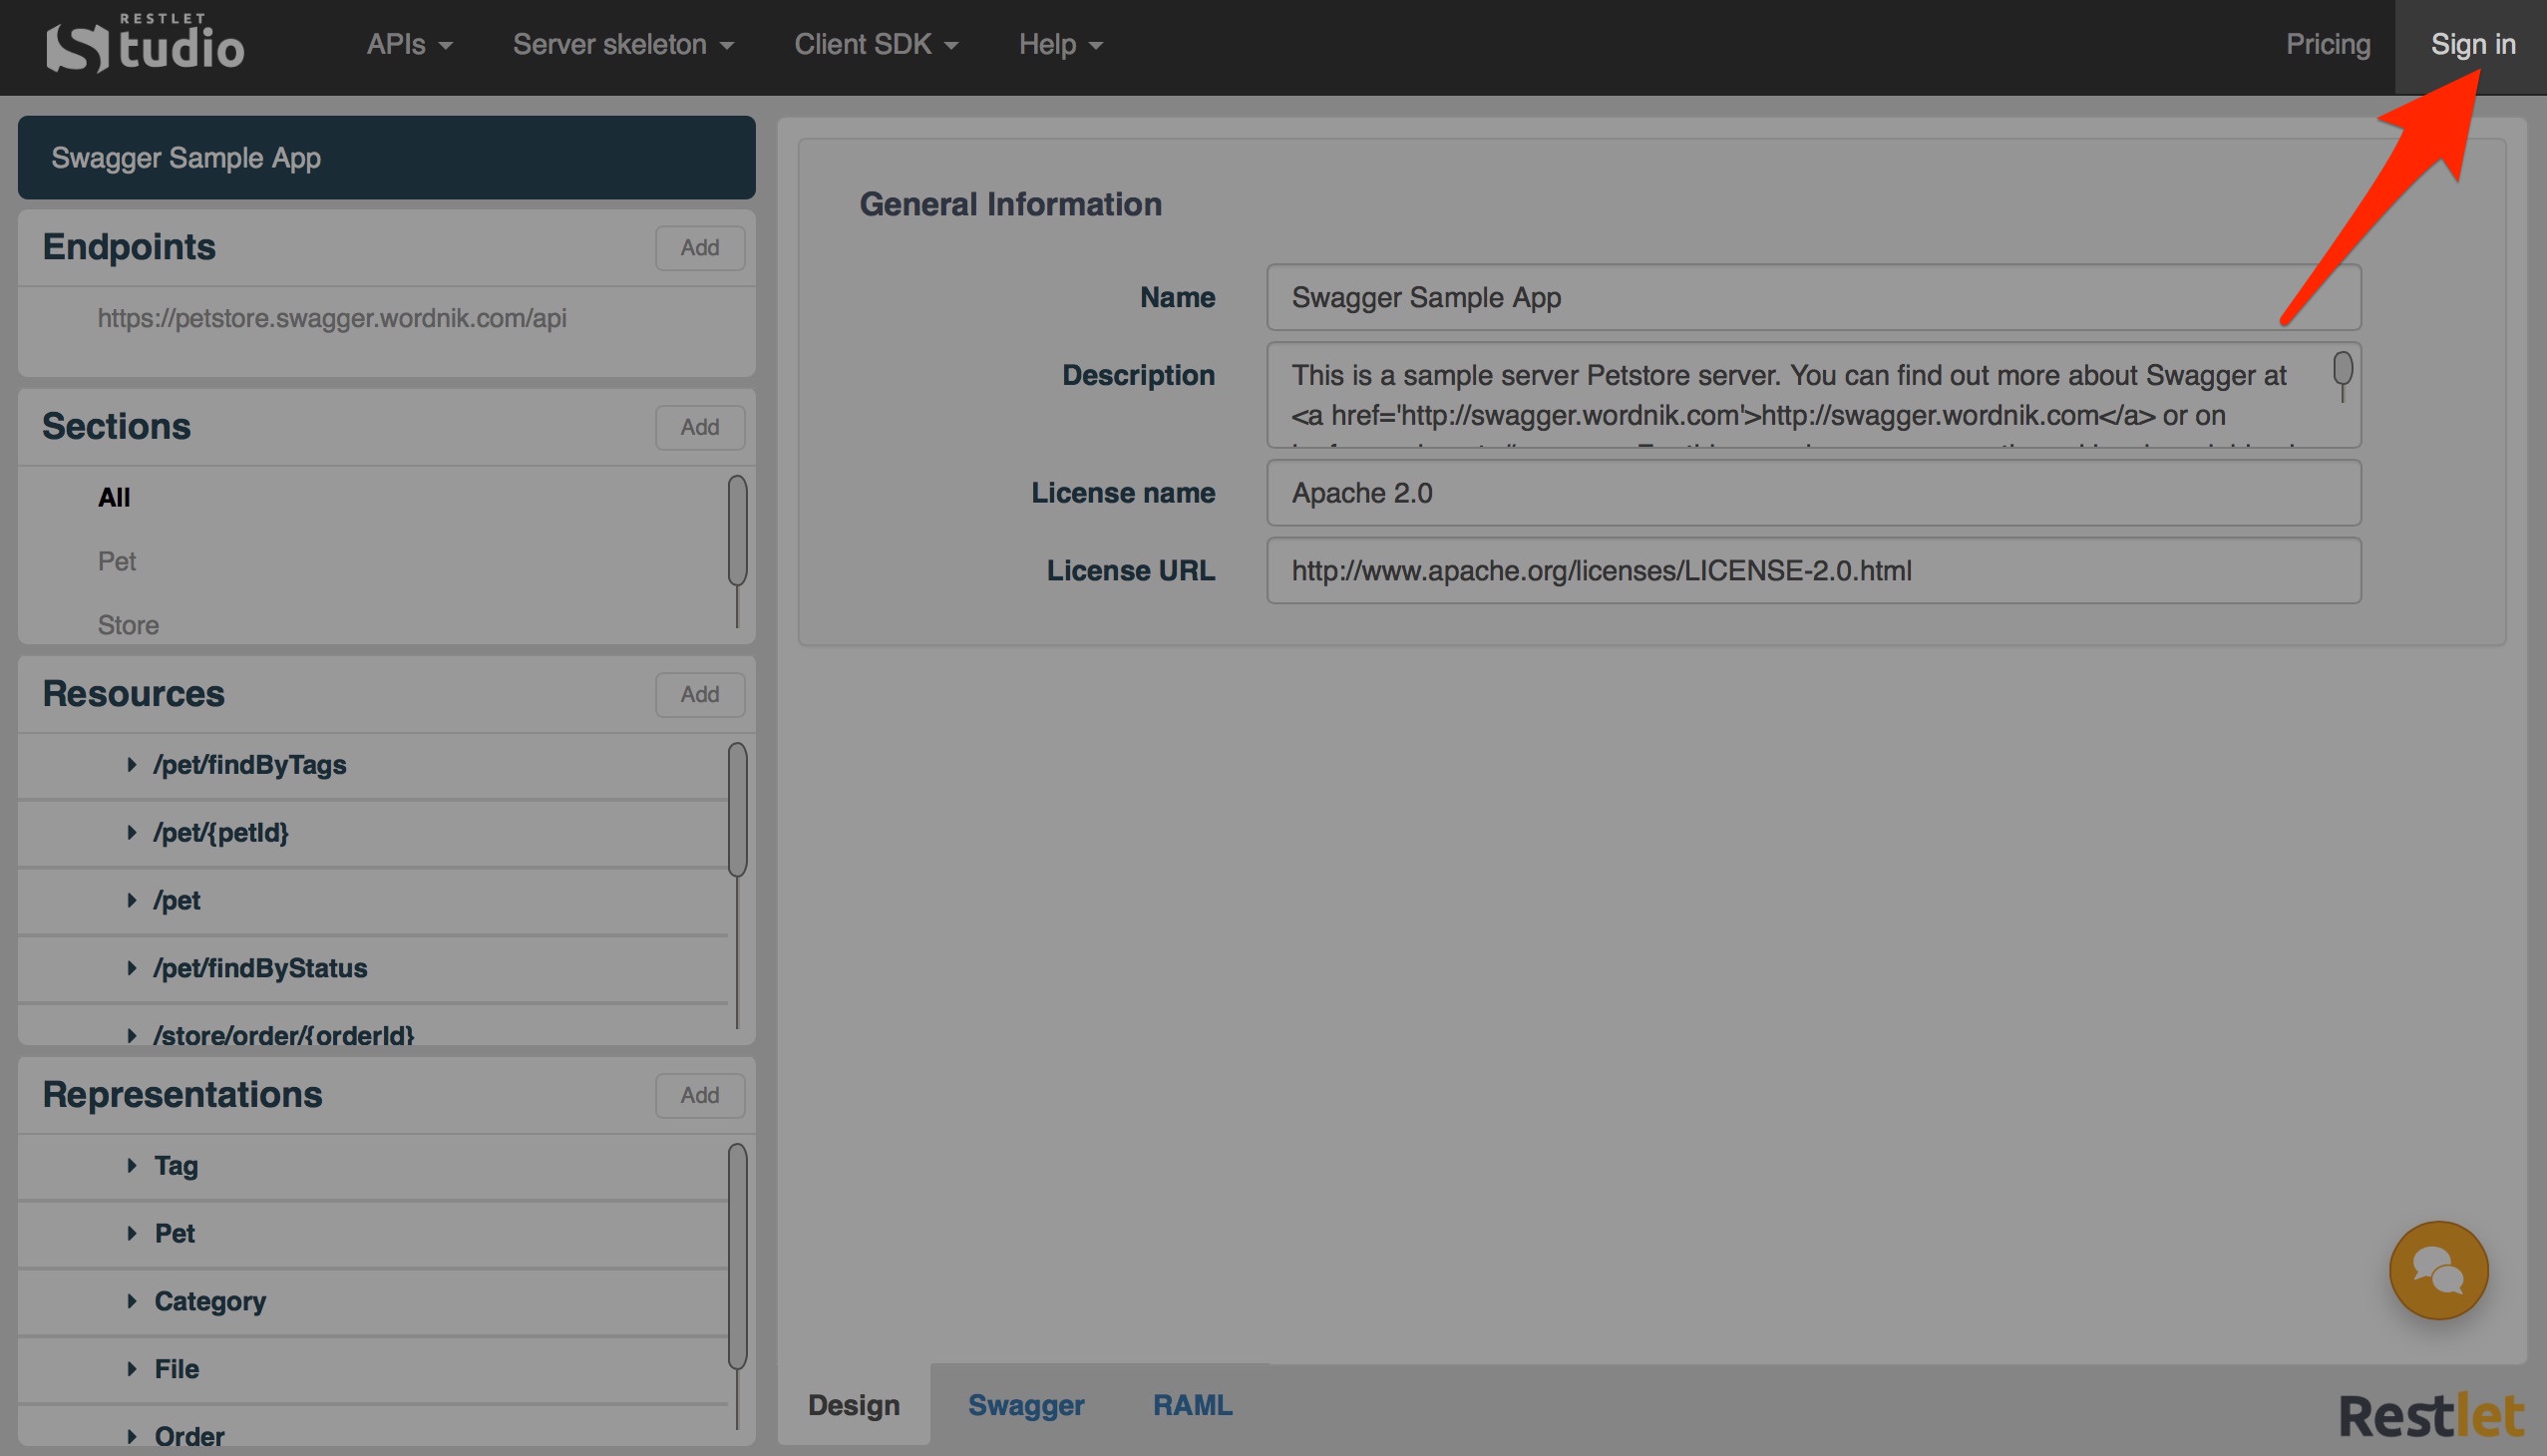 RESTLET
Studio
APIs
Server skeleton
Client SDK
Help
Pricing
Sign in
Swagger Sample App
Endpoints
Add
https://petstore.swagger.wordnik.com/api
Sections
Add
All
Pet
Store
Resources
Add
/pet/findByTags
/pet/{petId}
/pet
/pet/findByStatus
/store/order/{orderId}
Representations
Add
Tag
Pet
Category
File
Order
General Information
Name
Swagger Sample App
Description
This is a sample server Petstore server. You can find out more about Swagger at
<a href='http://swagger.wordnik.com'>http://swagger.wordnik.com</a> or on
License name
Apache 2.0
License URL
http://www.apache.org/licenses/LICENSE-2.0.html
Design
Swagger
RAML
Restlet